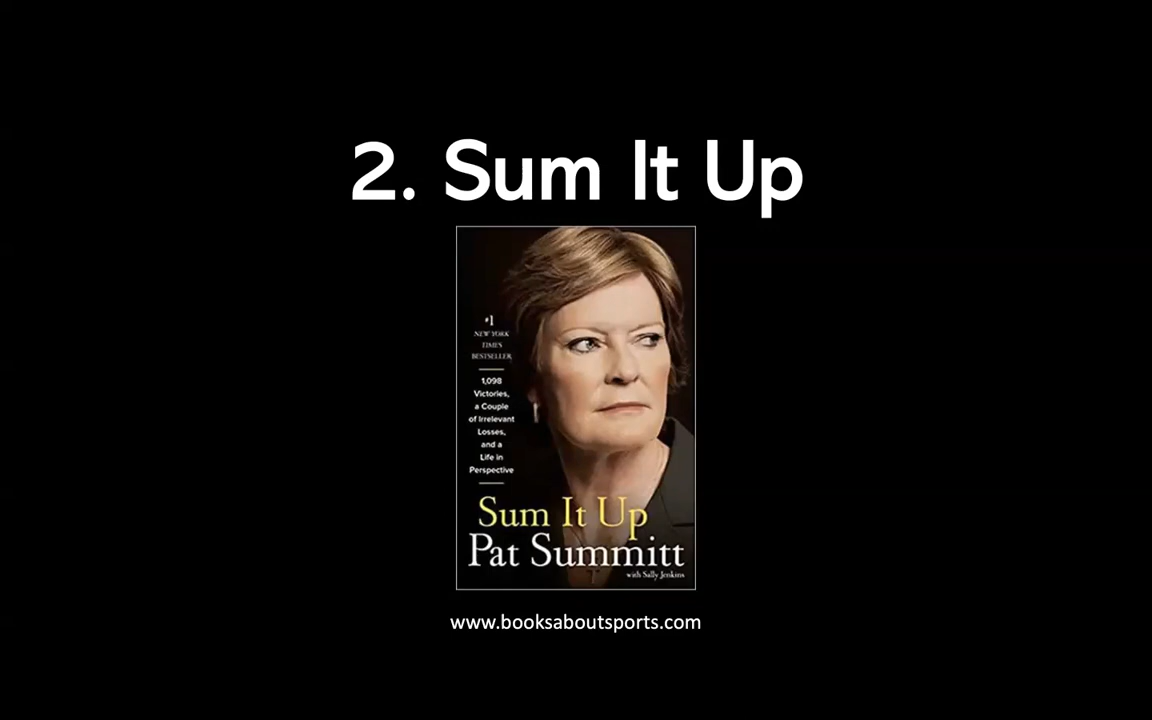 2. Sum It Up
#1
NEW YORK
TIMES
BESTSELLER
1,098
Victories,
a Couple
of Irrelevant
Losses,
and a
Life in
Perspective
Sum It Up
Pat Summitt
with Sally Jenkins
www.booksaboutsports.com